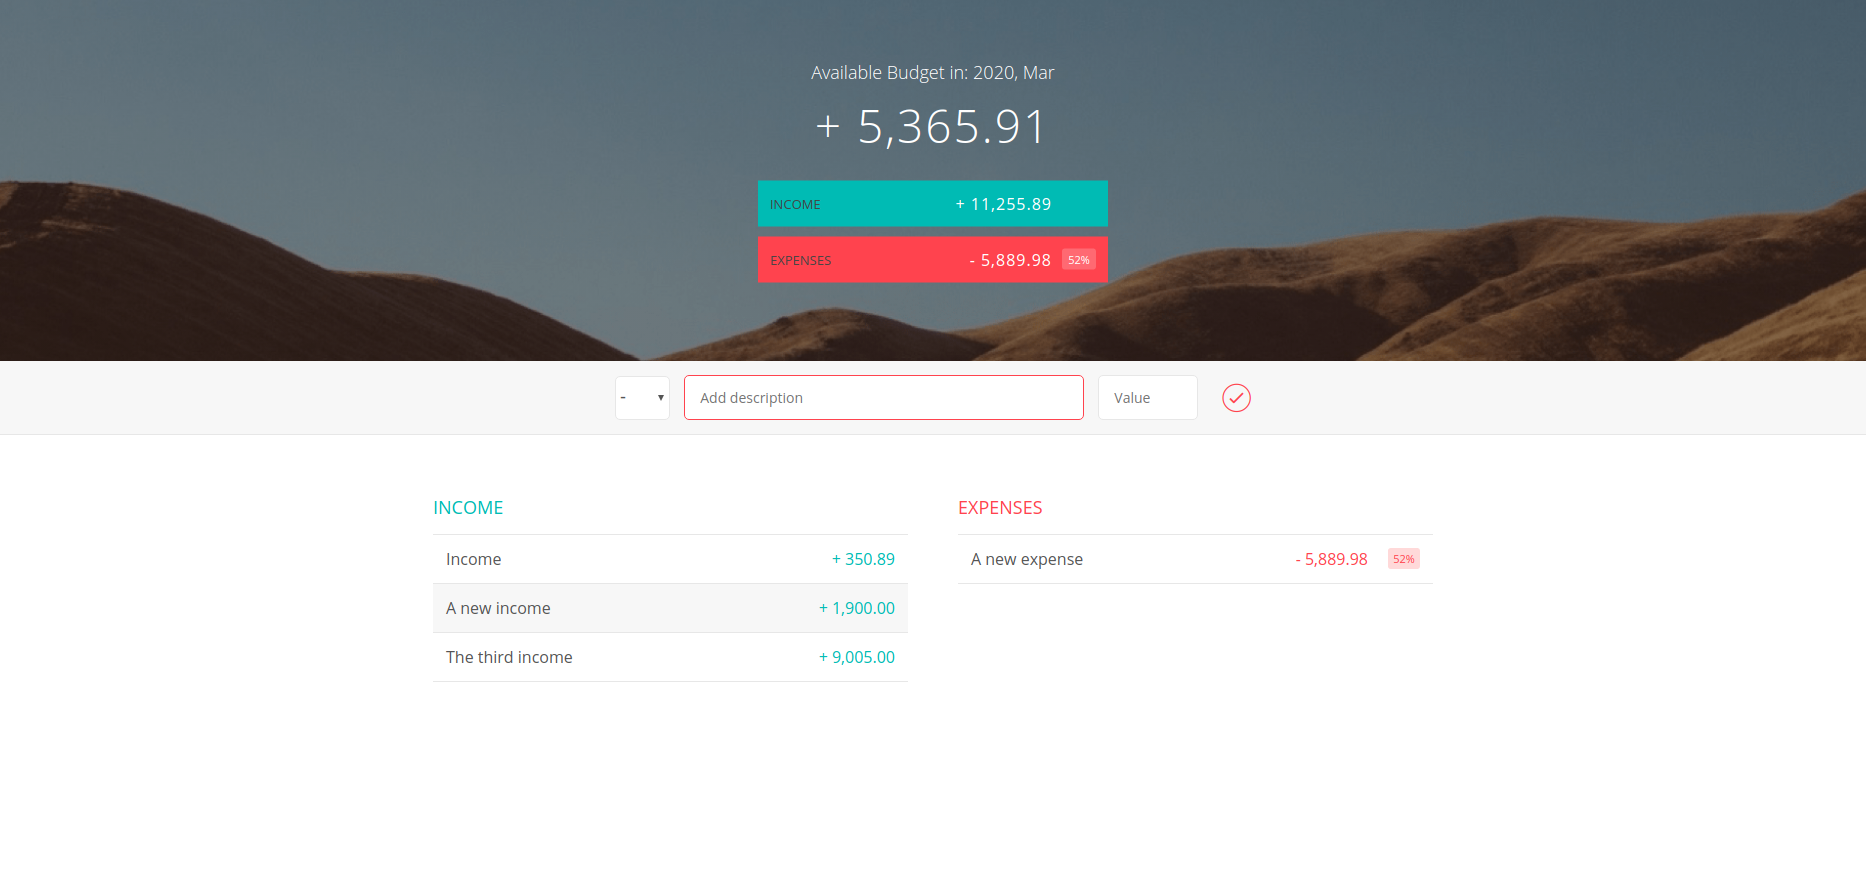 Available Budget in: 2020, Mar
+ 5,365.91
INCOME + 11,255.89
EXPENSES - 5,889.98 52%
- ▾ Add description Value
INCOME
Income + 350.89
A new income + 1,900.00
The third income + 9,005.00
EXPENSES
A new expense - 5,889.98 52%